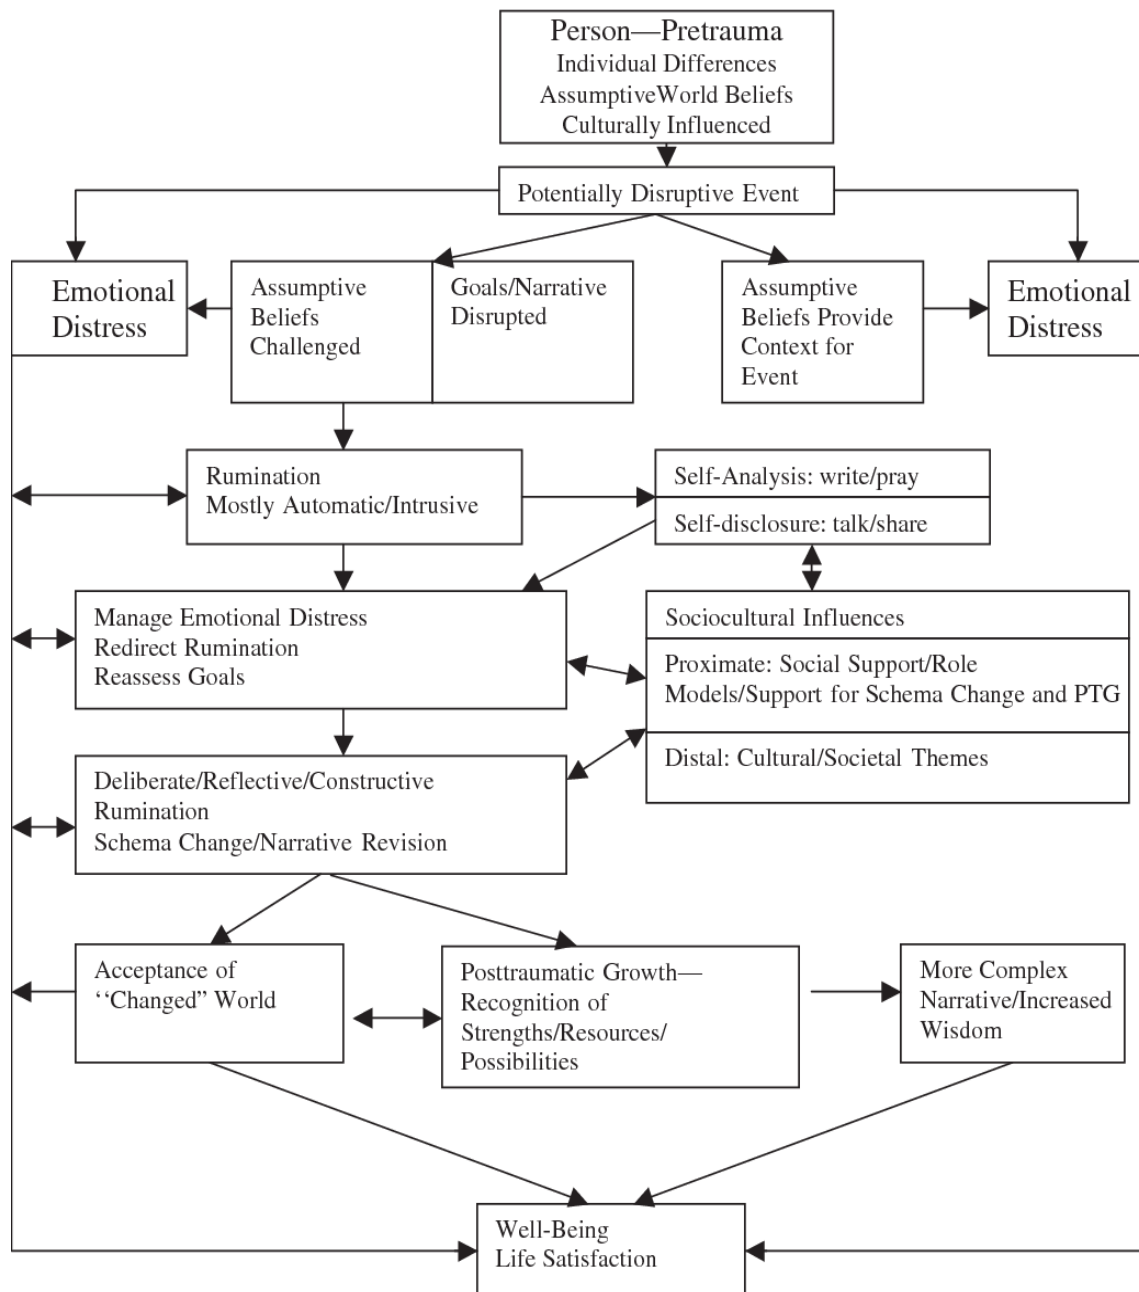 Person—Pretrauma
Individual Differences
AssumptiveWorld Beliefs
Culturally Influenced
Potentially Disruptive Event
Emotional
Distress
Assumptive
Beliefs
Challenged
Goals/Narrative
Disrupted
Assumptive
Beliefs Provide
Context for
Event
Emotional
Distress
Rumination
Mostly Automatic/Intrusive
Self-Analysis: write/pray
Self-disclosure: talk/share
Manage Emotional Distress
Redirect Rumination
Reassess Goals
Sociocultural Influences
Proximate: Social Support/Role
Models/Support for Schema Change and PTG
Distal: Cultural/Societal Themes
Deliberate/Reflective/Constructive
Rumination
Schema Change/Narrative Revision
Acceptance of
‘‘Changed” World
Posttraumatic Growth—
Recognition of
Strengths/Resources/
Possibilities
More Complex
Narrative/Increased
Wisdom
Well-Being
Life Satisfaction